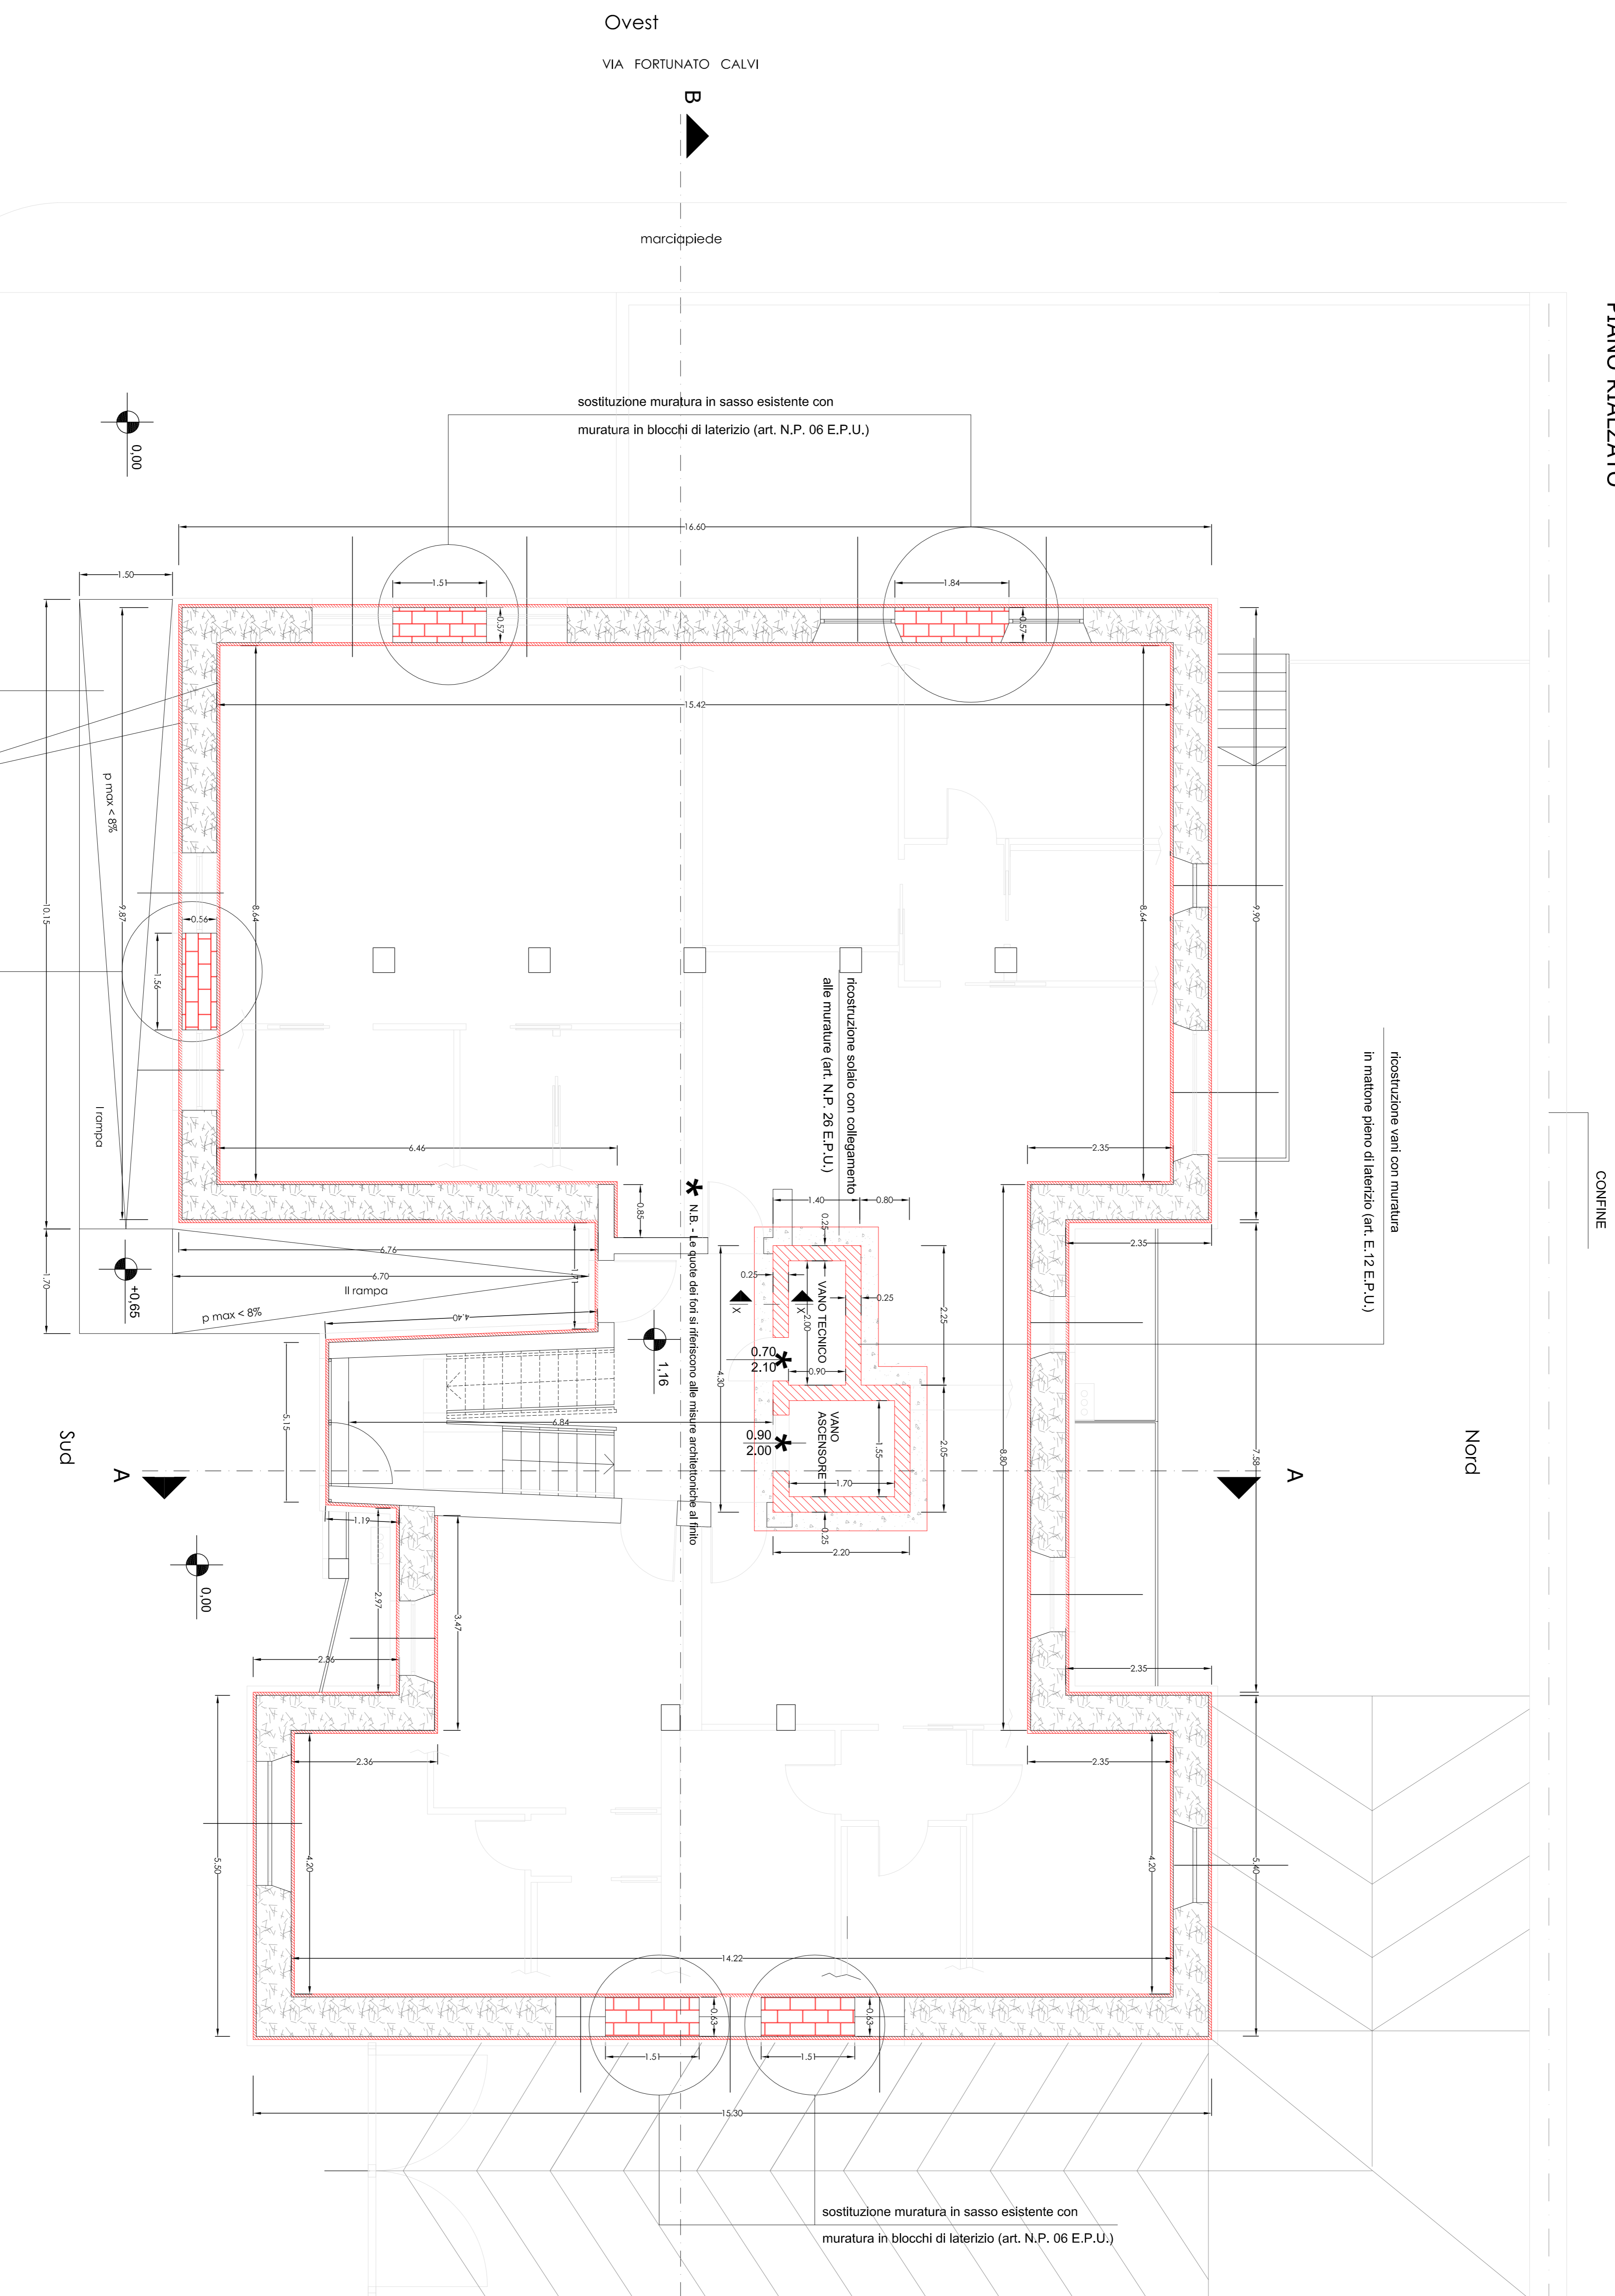 Ovest
VIA FORTUNATO CALVI
B
marciapiede
PIANO RIALZATO
sostituzione muratura in sasso esistente con
muratura in blocchi di laterizio (art. N.P. 06 E.P.U.)
0,00
16.60
1.50
1.51
1.84
0.57
0.57
15.42
p max < 8%
10.15
9.87
8.64
8.64
9.90
0.56
1.56
I rampa
6.46
2.35
ricostruzione solaio con collegamento
alle murature (art. N.P. 26 E.P.U.)
ricostruzione vani con muratura
in mattone pieno di laterizio (art. E.12 E.P.U.)
CONFINE
1.40
0.80
0.85
0.25
2.35
6.76
6.70
II rampa
+0,65
1.70
p max < 8%
4.40
1,16
N.B. - Le quote dei fori si riferiscono alle misure architettoniche al finito
0.25
0.25
X
X
VANO TECNICO
2.00
2.25
0.70
2.10
0.90
4.30
5.15
6.84
0.90
2.00
VANO
ASCENSORE
1.55
2.05
1.70
8.80
7.58
Sud
A
A
Nord
0.25
2.20
1.19
0,00
2.97
3.47
2.36
2.35
2.36
2.35
5.50
4.20
4.20
5.40
14.22
0.63
0.63
1.51
1.51
15.30
sostituzione muratura in sasso esistente con
muratura in blocchi di laterizio (art. N.P. 06 E.P.U.)